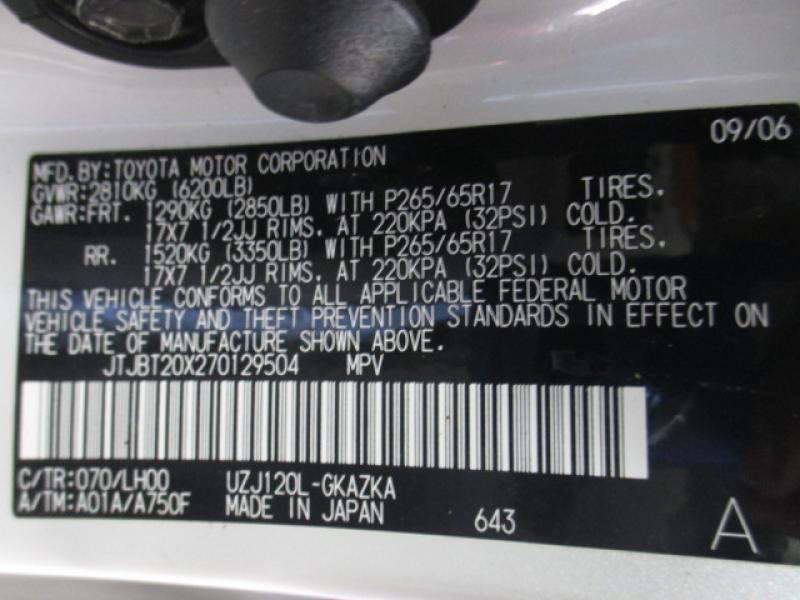 09/06
MFD.BY:TOYOTA MOTOR CORPORATION
GVWR:2810KG (6200LB)
GAWR:FRT. 1290KG (2850LB) WITH P265/65R17 TIRES.
17X7 1/2JJ RIMS. AT 220KPA (32PSI) COLD.
RR. 1520KG (3350LB) WITH P265/65R17 TIRES.
17X7 1/2JJ RIMS. AT 220KPA (32PSI) COLD.
THIS VEHICLE CONFORMS TO ALL APPLICABLE FEDERAL MOTOR
VEHICLE SAFETY AND THEFT PREVENTION STANDARDS IN EFFECT ON
THE DATE OF MANUFACTURE SHOWN ABOVE.
JTJBT20X270129504 MPV
C/TR:070/LH00 UZJ120L-GKAZKA
A/TM:A01A/A750F MADE IN JAPAN 643 A